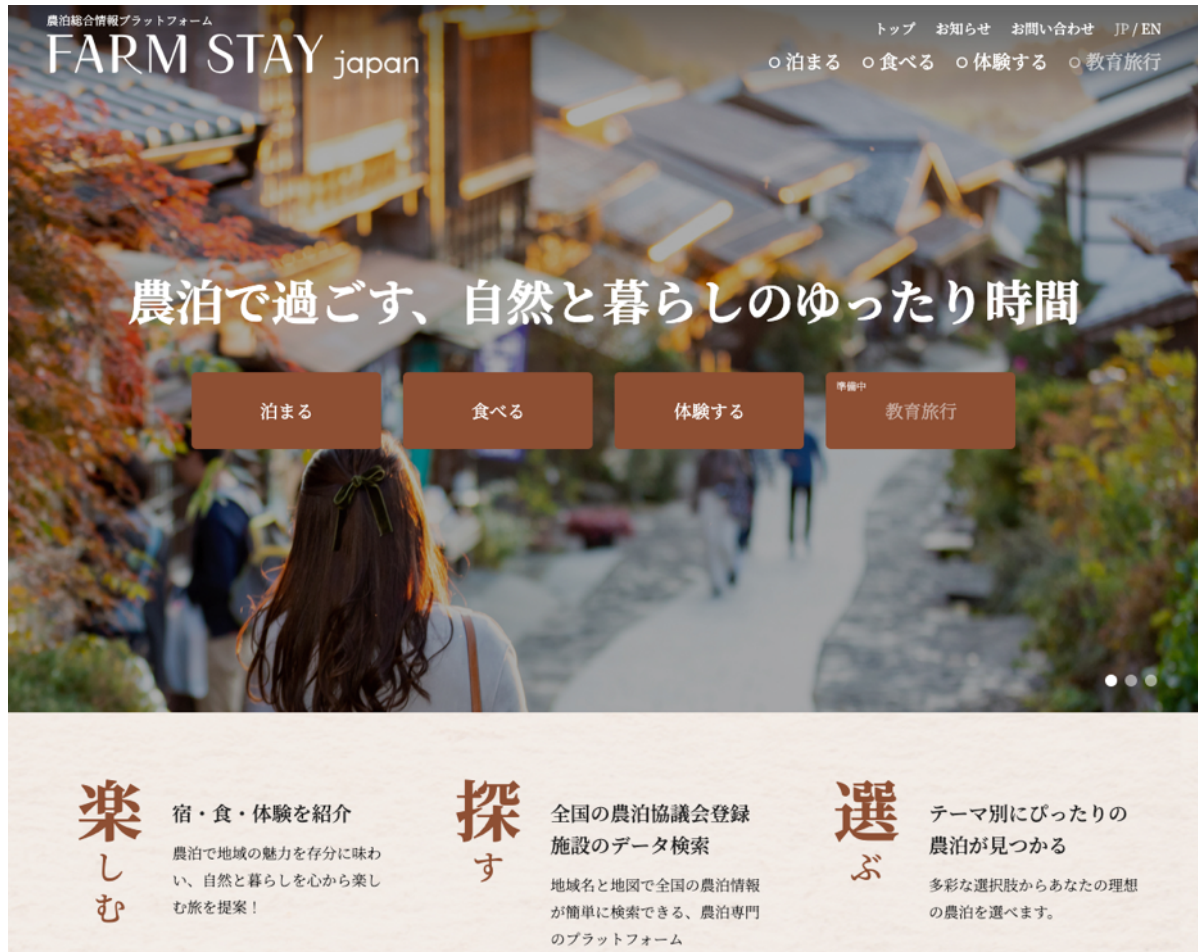 農泊総合情報プラットフォーム
FARM STAY japan
トップ お知らせ お問い合わせ JP / EN
泊まる 食べる 体験する 教育旅行
農泊で過ごす、自然と暮らしのゆったり時間
泊まる
食べる
体験する
準備中
教育旅行
楽しむ
宿・食・体験を紹介
農泊で地域の魅力を存分に味わ
い、自然と暮らしを心から楽し
む旅を提案！
探す
全国の農泊協議会登録
施設のデータ検索
地域名と地図で全国の農泊情報
が簡単に検索できる、農泊専門
のプラットフォーム
選ぶ
テーマ別にぴったりの
農泊が見つかる
多彩な選択肢からあなたの理想
の農泊を選べます。